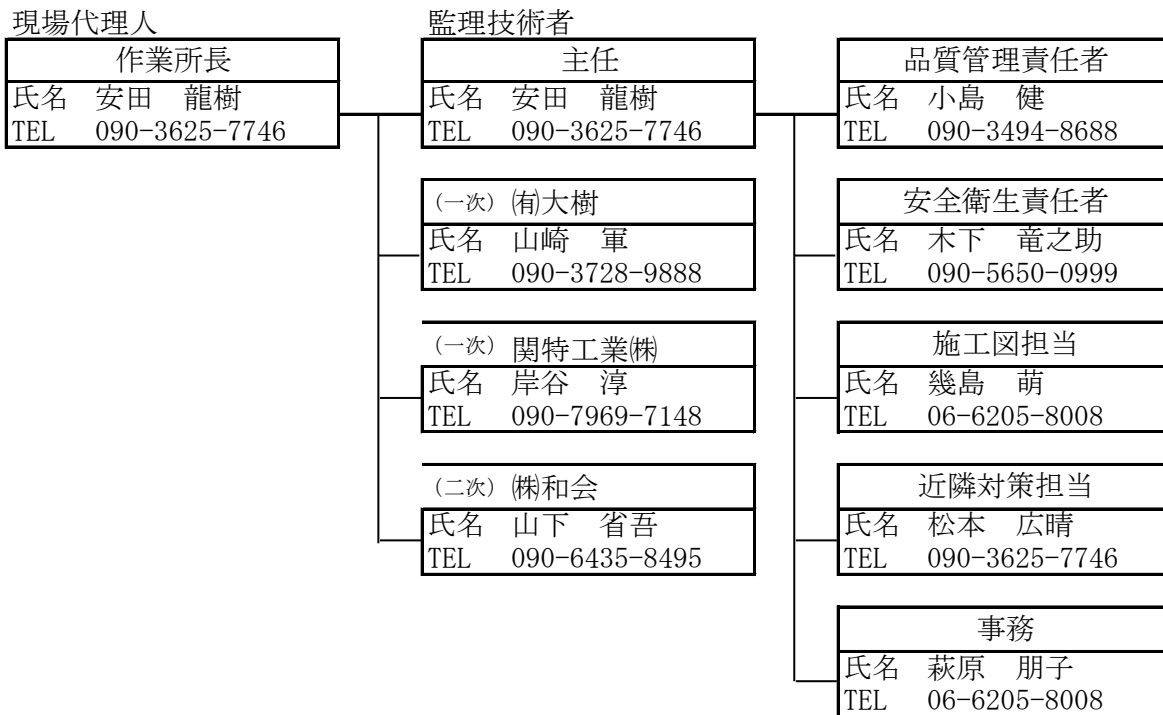 現場代理人
作業所長
氏名 安田 龍樹
TEL 090-3625-7746
監理技術者
主任
氏名 安田 龍樹
TEL 090-3625-7746
(一次) ㈲大樹
氏名 山崎 軍
TEL 090-3728-9888
(一次) 関特工業㈱
氏名 岸谷 淳
TEL 090-7969-7148
(二次) ㈱和会
氏名 山下 省吾
TEL 090-6435-8495
品質管理責任者
氏名 小島 健
TEL 090-3494-8688
安全衛生責任者
氏名 木下 竜之助
TEL 090-5650-0999
施工図担当
氏名 幾島 萌
TEL 06-6205-8008
近隣対策担当
氏名 松本 広晴
TEL 090-3625-7746
事務
氏名 萩原 朋子
TEL 06-6205-8008